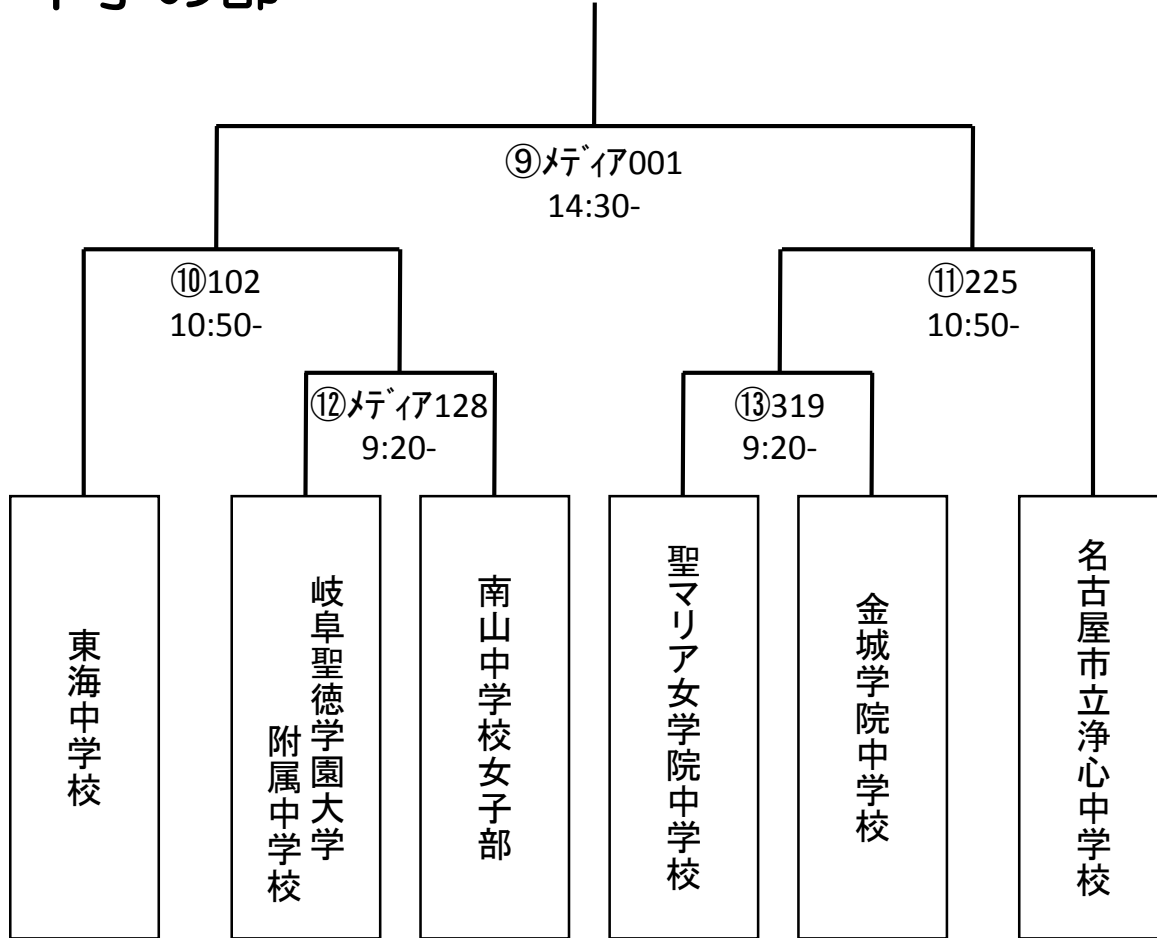 の部
⑨メディア001
14:30-
⑩102
10:50-
⑪225
10:50-
⑫メディア128
9:20-
⑬319
9:20-
東海中学校
岐阜聖徳学園大学
附属中学校
南山中学校女子部
聖マリア女学院中学校
金城学院中学校
名古屋市立浄心中学校